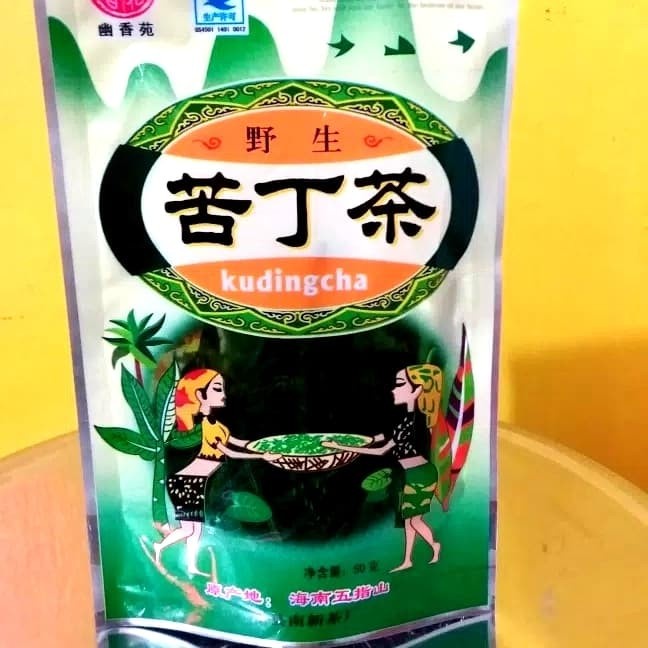 幽香苑
生产许可
野生
苦丁茶
kudingcha
净含量：50克
原产地：海南五指山